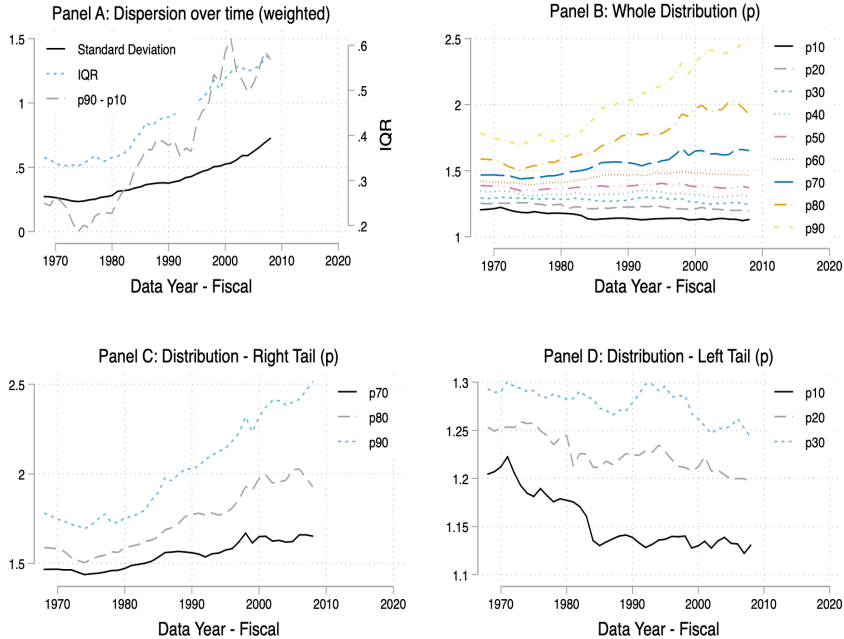 Panel A: Dispersion over time (weighted)
1.5
1
.5
0
Standard Deviation
IQR
p90 - p10
.6
.5
.4
.3
.2
IQR
1970 1980 1990 2000 2010 2020
Data Year - Fiscal
Panel B: Whole Distribution (p)
2.5
2
1.5
1
p10
p20
p30
p40
p50
p60
p70
p80
p90
1970 1980 1990 2000 2010 2020
Data Year - Fiscal
Panel C: Distribution - Right Tail (p)
2.5
2
1.5
p70
p80
p90
1970 1980 1990 2000 2010 2020
Data Year - Fiscal
Panel D: Distribution - Left Tail (p)
1.3
1.25
1.2
1.15
1.1
p10
p20
p30
1970 1980 1990 2000 2010 2020
Data Year - Fiscal